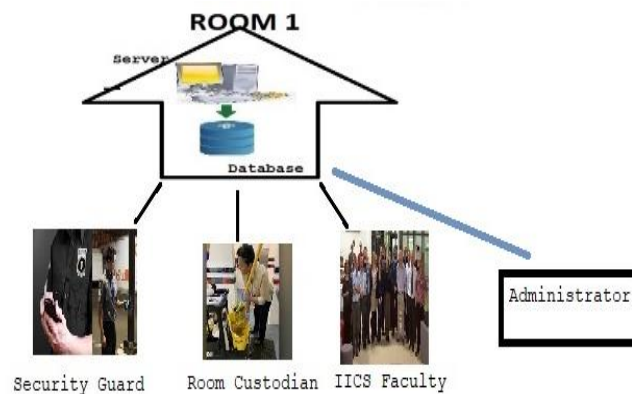 ROOM 1
Server
Database
Administrator
Security Guard
Room Custodian
IICS Faculty